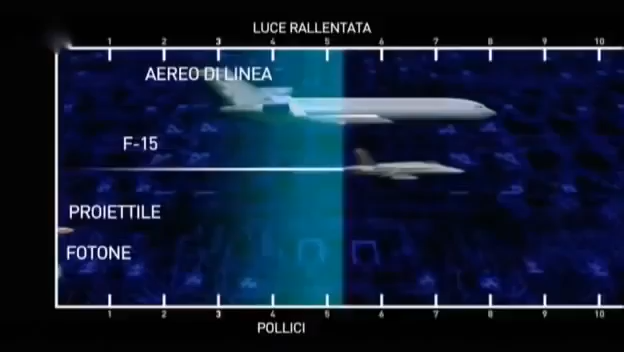 LUCE RALLENTATA
1 2 3 4 5 6 7 8 9 10
AEREO DI LINEA
F-15
PROIETTILE
FOTONE
1 2 3 4 5 6 7 8 9 10
POLLICI